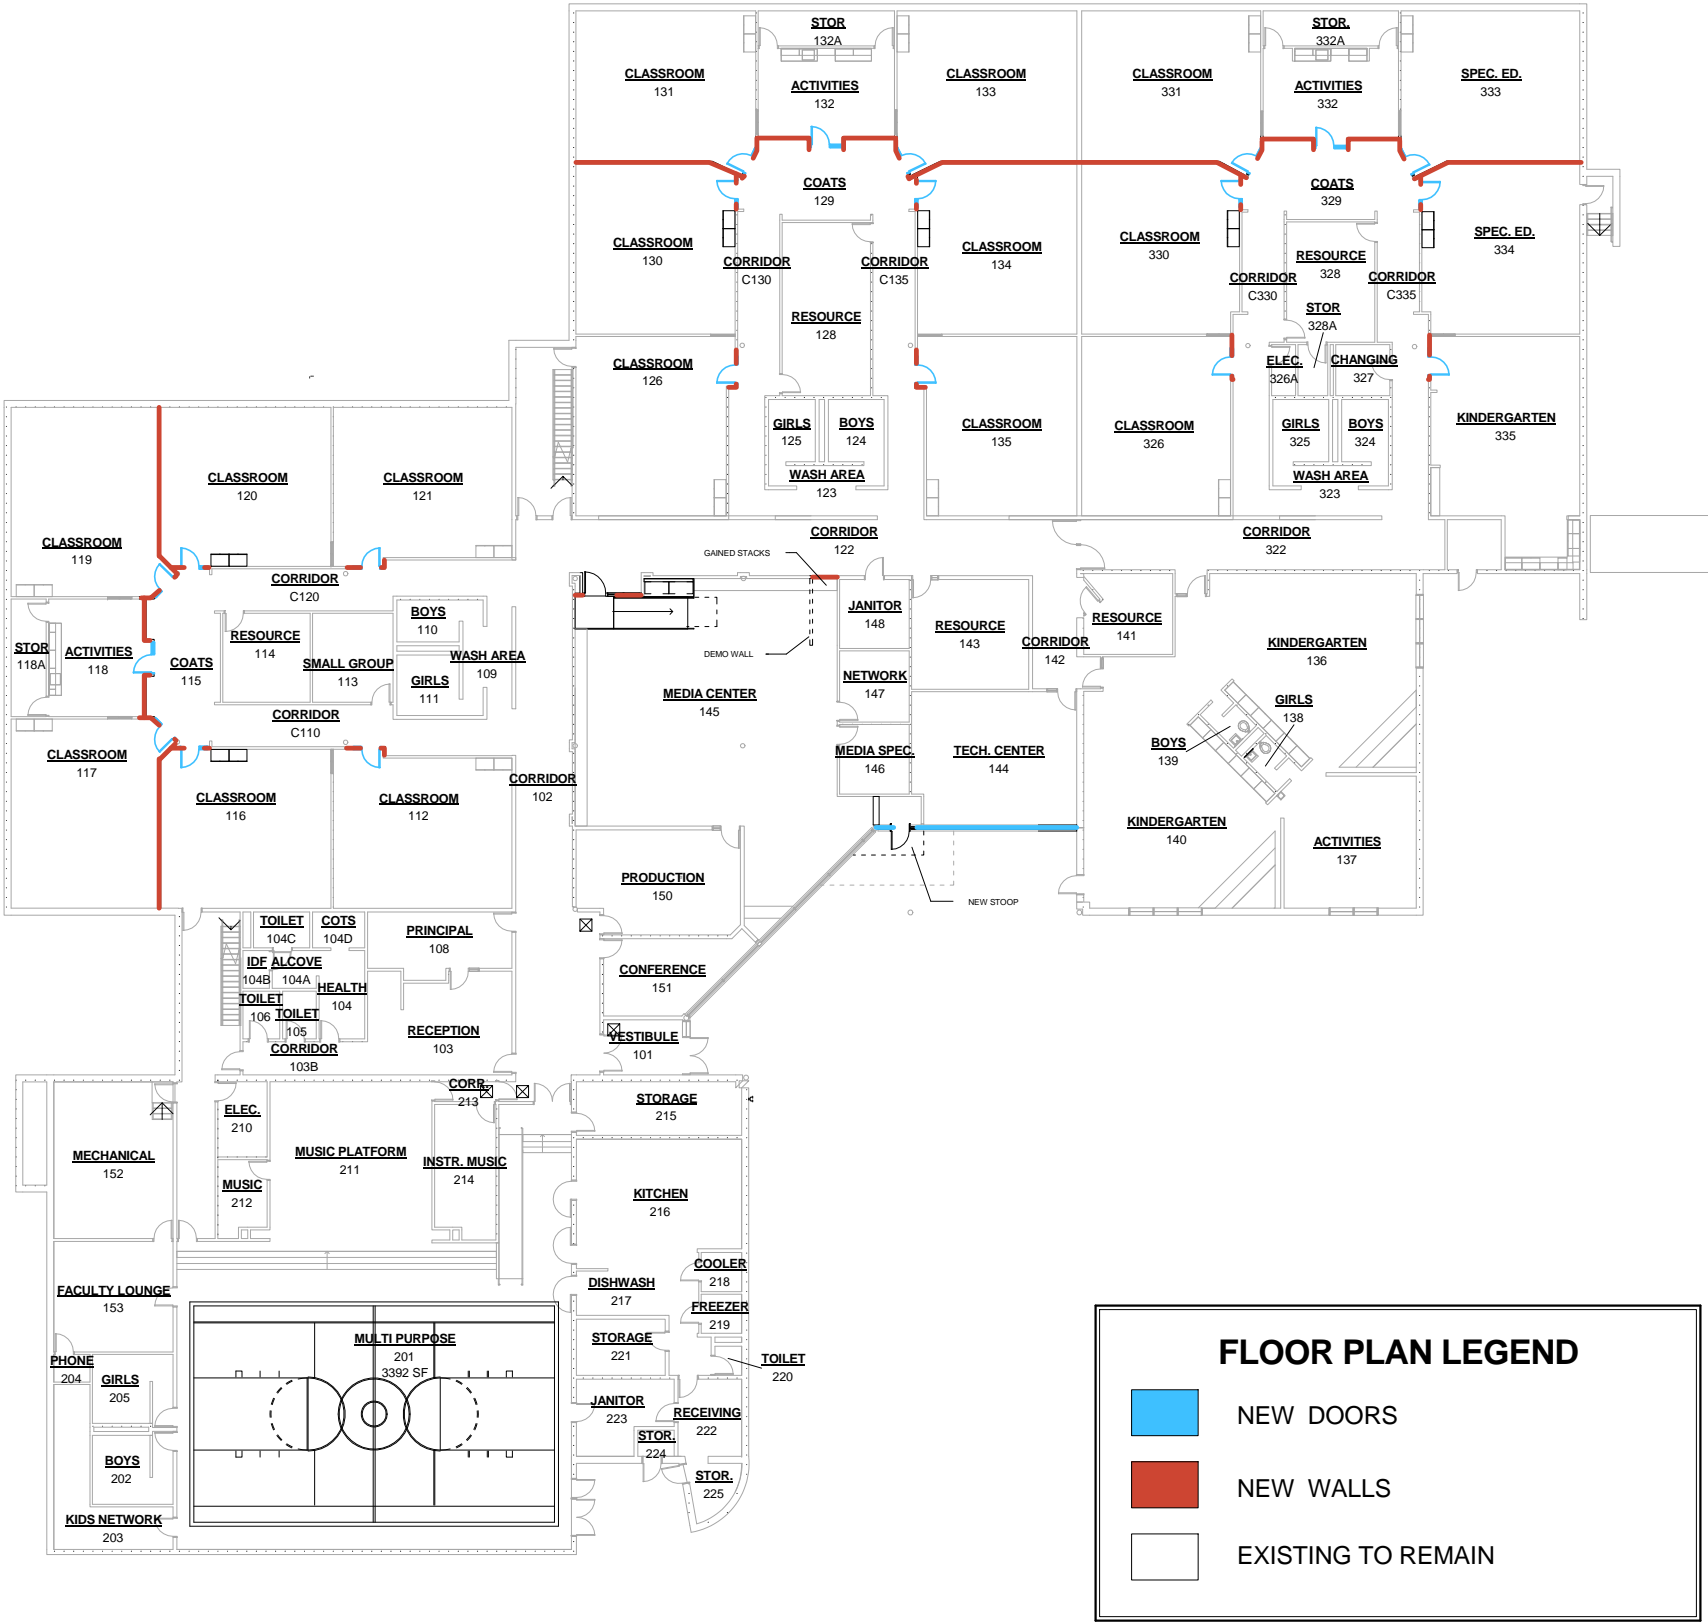 STOR
132A
STOR.
332A
CLASSROOM
131
ACTIVITIES
132
CLASSROOM
133
CLASSROOM
331
ACTIVITIES
332
SPEC. ED.
333
COATS
129
COATS
329
CLASSROOM
130
CORRIDOR
C130
CORRIDOR
C135
CLASSROOM
134
CLASSROOM
330
RESOURCE
328
CORRIDOR
C330
CORRIDOR
C335
SPEC. ED.
334
RESOURCE
128
STOR
328A
CLASSROOM
126
ELEC.
326A
CHANGING
327
GIRLS
125
BOYS
124
CLASSROOM
135
CLASSROOM
326
GIRLS
325
BOYS
324
KINDERGARTEN
335
WASH AREA
123
WASH AREA
323
CLASSROOM
120
CLASSROOM
121
CLASSROOM
119
CORRIDOR
122
CORRIDOR
322
GAINED STACKS
CORRIDOR
C120
BOYS
110
JANITOR
148
RESOURCE
143
RESOURCE
141
STOR
118A
ACTIVITIES
118
COATS
115
RESOURCE
114
SMALL GROUP
113
WASH AREA
109
GIRLS
111
DEMO WALL
CORRIDOR
142
KINDERGARTEN
136
NETWORK
147
MEDIA CENTER
145
GIRLS
138
CORRIDOR
C110
CLASSROOM
117
MEDIA SPEC.
146
TECH. CENTER
144
BOYS
139
CORRIDOR
102
CLASSROOM
116
CLASSROOM
112
KINDERGARTEN
140
ACTIVITIES
137
PRODUCTION
150
NEW STOOP
TOILET
104C
COTS
104D
PRINCIPAL
108
IDF
104B
ALCOVE
104A
CONFERENCE
151
HEALTH
104
TOILET
106
TOILET
105
RECEPTION
103
VESTIBULE
101
CORRIDOR
103B
CORR.
213
STORAGE
215
ELEC.
210
MECHANICAL
152
MUSIC PLATFORM
211
INSTR. MUSIC
214
MUSIC
212
KITCHEN
216
COOLER
218
FACULTY LOUNGE
153
DISHWASH
217
FREEZER
219
MULTI PURPOSE
201
3392 SF
STORAGE
221
TOILET
220
PHONE
204
GIRLS
205
JANITOR
223
RECEIVING
222
STOR.
224
BOYS
202
STOR.
225
KIDS NETWORK
203
FLOOR PLAN LEGEND
NEW DOORS
NEW WALLS
EXISTING TO REMAIN